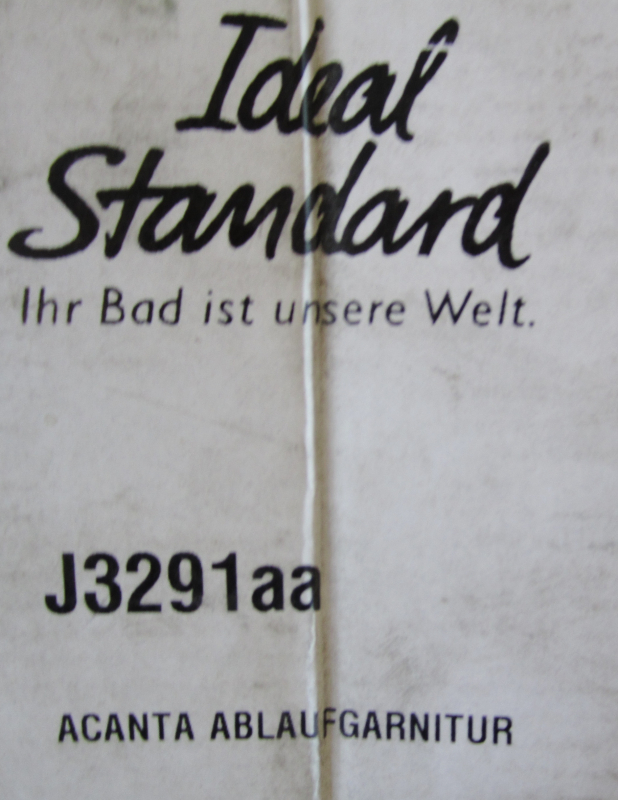 Ideal
Standard
Ihr Bad ist unsere Welt.
J3291aa
ACANTA ABLAUFGARNITUR